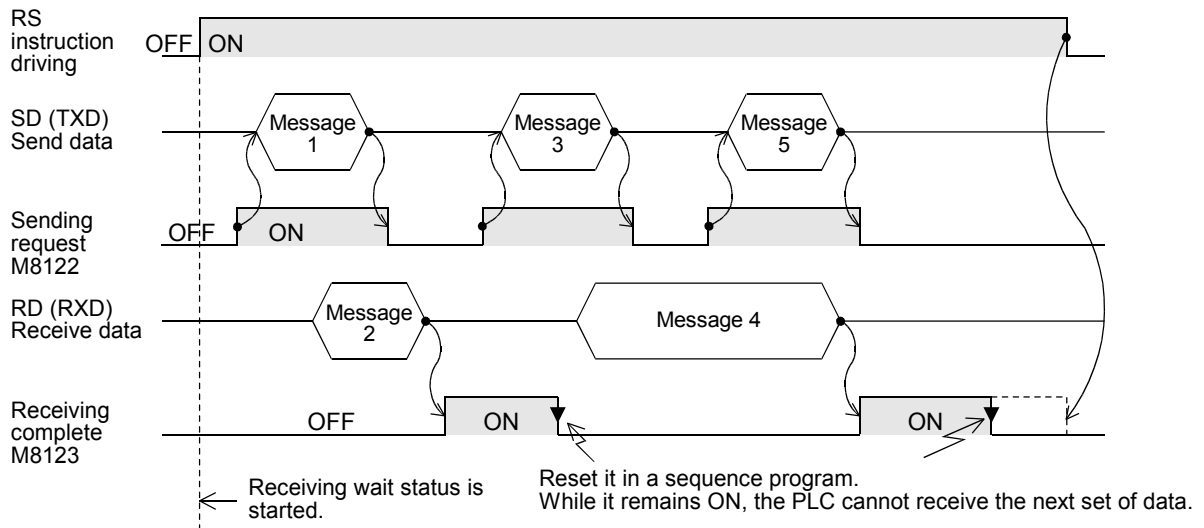 RS
instruction
driving
OFF
ON
SD (TXD)
Send data
Message
1
Message
3
Message
5
Sending
request
M8122
OFF
ON
RD (RXD)
Receive data
Message
2
Message 4
Receiving
complete
M8123
OFF
ON
ON
Receiving wait status is
started.
Reset it in a sequence program.
While it remains ON, the PLC cannot receive the next set of data.